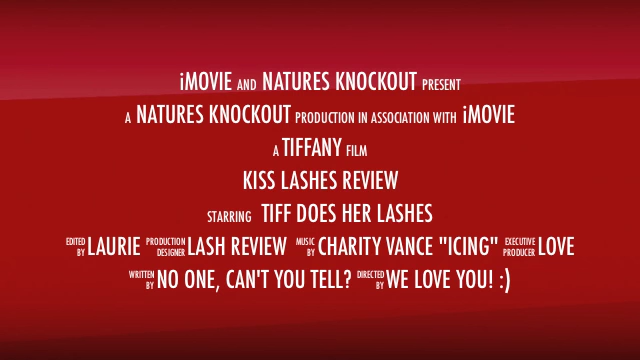 iMOVIE AND NATURES KNOCKOUT PRESENT
A NATURES KNOCKOUT PRODUCTION IN ASSOCIATION WITH iMOVIE
A TIFFANY FILM
KISS LASHES REVIEW
STARRING TIFF DOES HER LASHES
EDITED BY LAURIE PRODUCTION DESIGNER LASH REVIEW MUSIC BY CHARITY VANCE "ICING" EXECUTIVE PRODUCER LOVE
WRITTEN BY NO ONE, CAN'T YOU TELL? DIRECTED BY WE LOVE YOU! :)